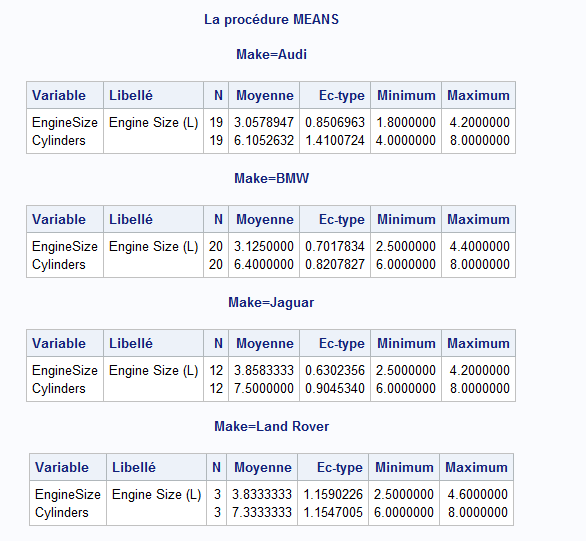 La procédure MEANS
Make=Audi
Variable Libellé N Moyenne Ec-type Minimum Maximum
EngineSize Engine Size (L) 19 3.0578947 0.8506963 1.8000000 4.2000000
Cylinders 19 6.1052632 1.4100724 4.0000000 8.0000000
Make=BMW
Variable Libellé N Moyenne Ec-type Minimum Maximum
EngineSize Engine Size (L) 20 3.1250000 0.7017834 2.5000000 4.4000000
Cylinders 20 6.4000000 0.8207827 6.0000000 8.0000000
Make=Jaguar
Variable Libellé N Moyenne Ec-type Minimum Maximum
EngineSize Engine Size (L) 12 3.8583333 0.6302356 2.5000000 4.2000000
Cylinders 12 7.5000000 0.9045340 6.0000000 8.0000000
Make=Land Rover
Variable Libellé N Moyenne Ec-type Minimum Maximum
EngineSize Engine Size (L) 3 3.8333333 1.1590226 2.5000000 4.6000000
Cylinders 3 7.3333333 1.1547005 6.0000000 8.0000000